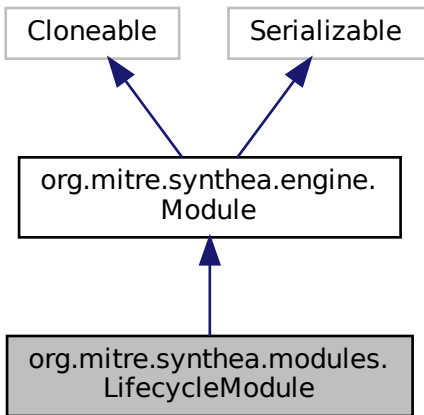 Cloneable
Serializable
org.mitre.synthea.engine.
Module
org.mitre.synthea.modules.
LifecycleModule